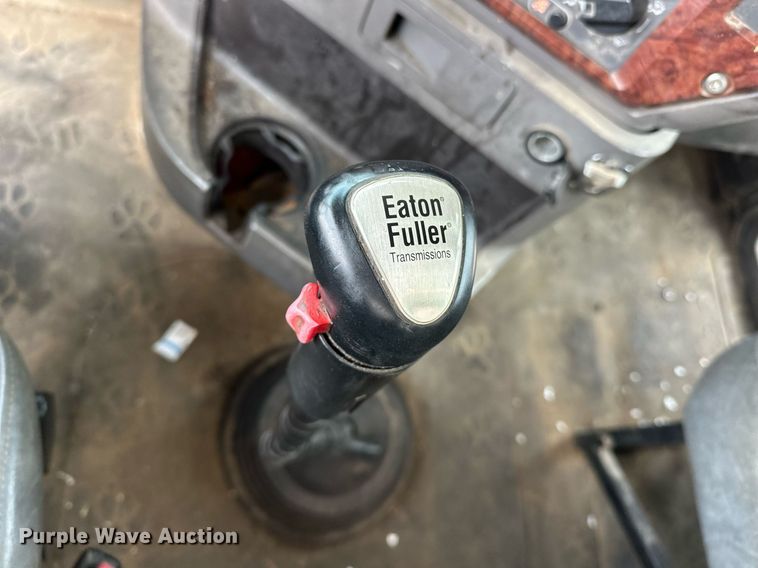 Eaton®
Fuller®
Transmissions
Purple Wave Auction